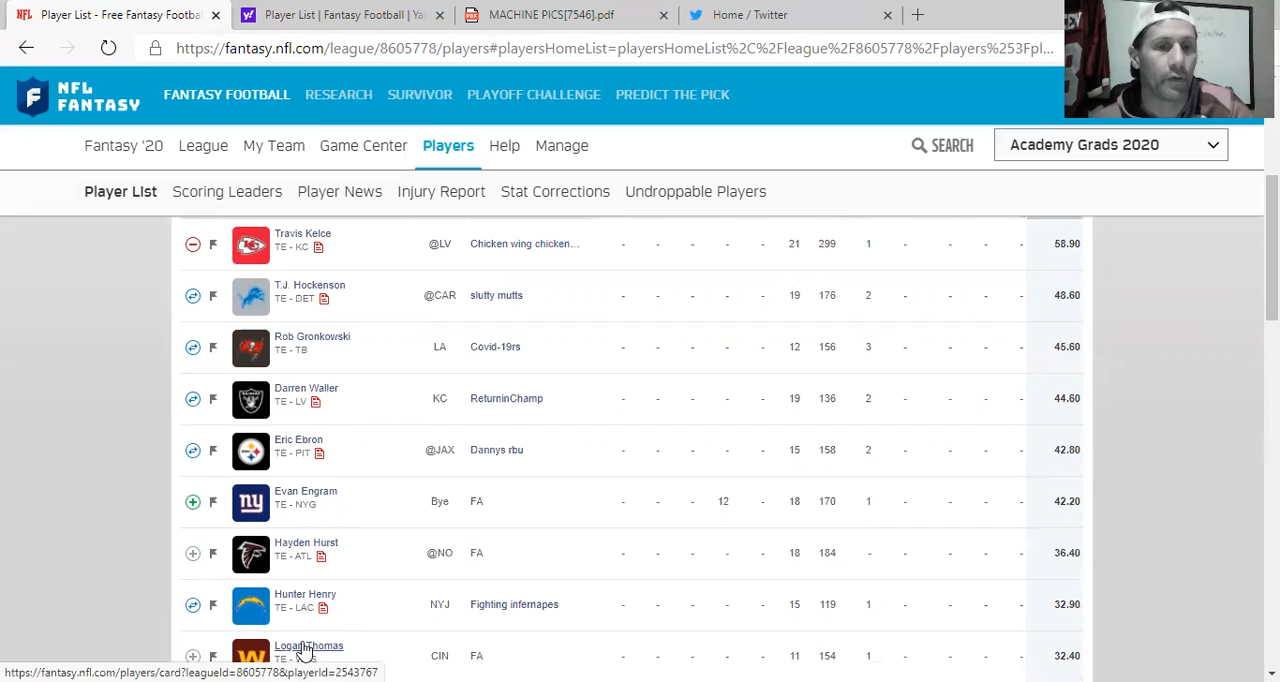 Player List - Free Fantasy Footba
Player List | Fantasy Football | Ya
MACHINE PICS[7546].pdf
Home / Twitter
https://fantasy.nfl.com/league/8605778/players#playersHomeList=playersHomeList%2C%2Fleague%2F8605778%2Fplayers%253Fpl...
NFL FANTASY
FANTASY FOOTBALL RESEARCH SURVIVOR PLAYOFF CHALLENGE PREDICT THE PICK
Fantasy '20 League My Team Game Center Players Help Manage SEARCH Academy Grads 2020
Player List Scoring Leaders Player News Injury Report Stat Corrections Undroppable Players
Travis Kelce
TE - KC @LV Chicken wing chicken... - - - - - 21 299 1 - - - - 58.90
T.J. Hockenson
TE - DET @CAR slutty mutts - - - - - 19 176 2 - - - - 48.60
Rob Gronkowski
TE - TB LA Covid-19rs - - - - - 12 156 3 - - - - 45.60
Darren Waller
TE - LV KC ReturninChamp - - - - - 19 136 2 - - - - 44.60
Eric Ebron
TE - PIT @JAX Dannys rbu - - - - - 15 158 2 - - - - 42.80
Evan Engram
TE - NYG Bye FA - - - 12 - 18 170 1 - - - - 42.20
Hayden Hurst
TE - ATL @NO FA - - - - - 18 184 - - - - - 36.40
Hunter Henry
TE - LAC NYJ Fighting infernapes - - - - - 15 119 1 - - - - 32.90
Logan Thomas
TE - CIN FA - - - - - 11 154 1 - - - - 32.40
https://fantasy.nfl.com/players/card?leagueId=8605778&playerId=2543767